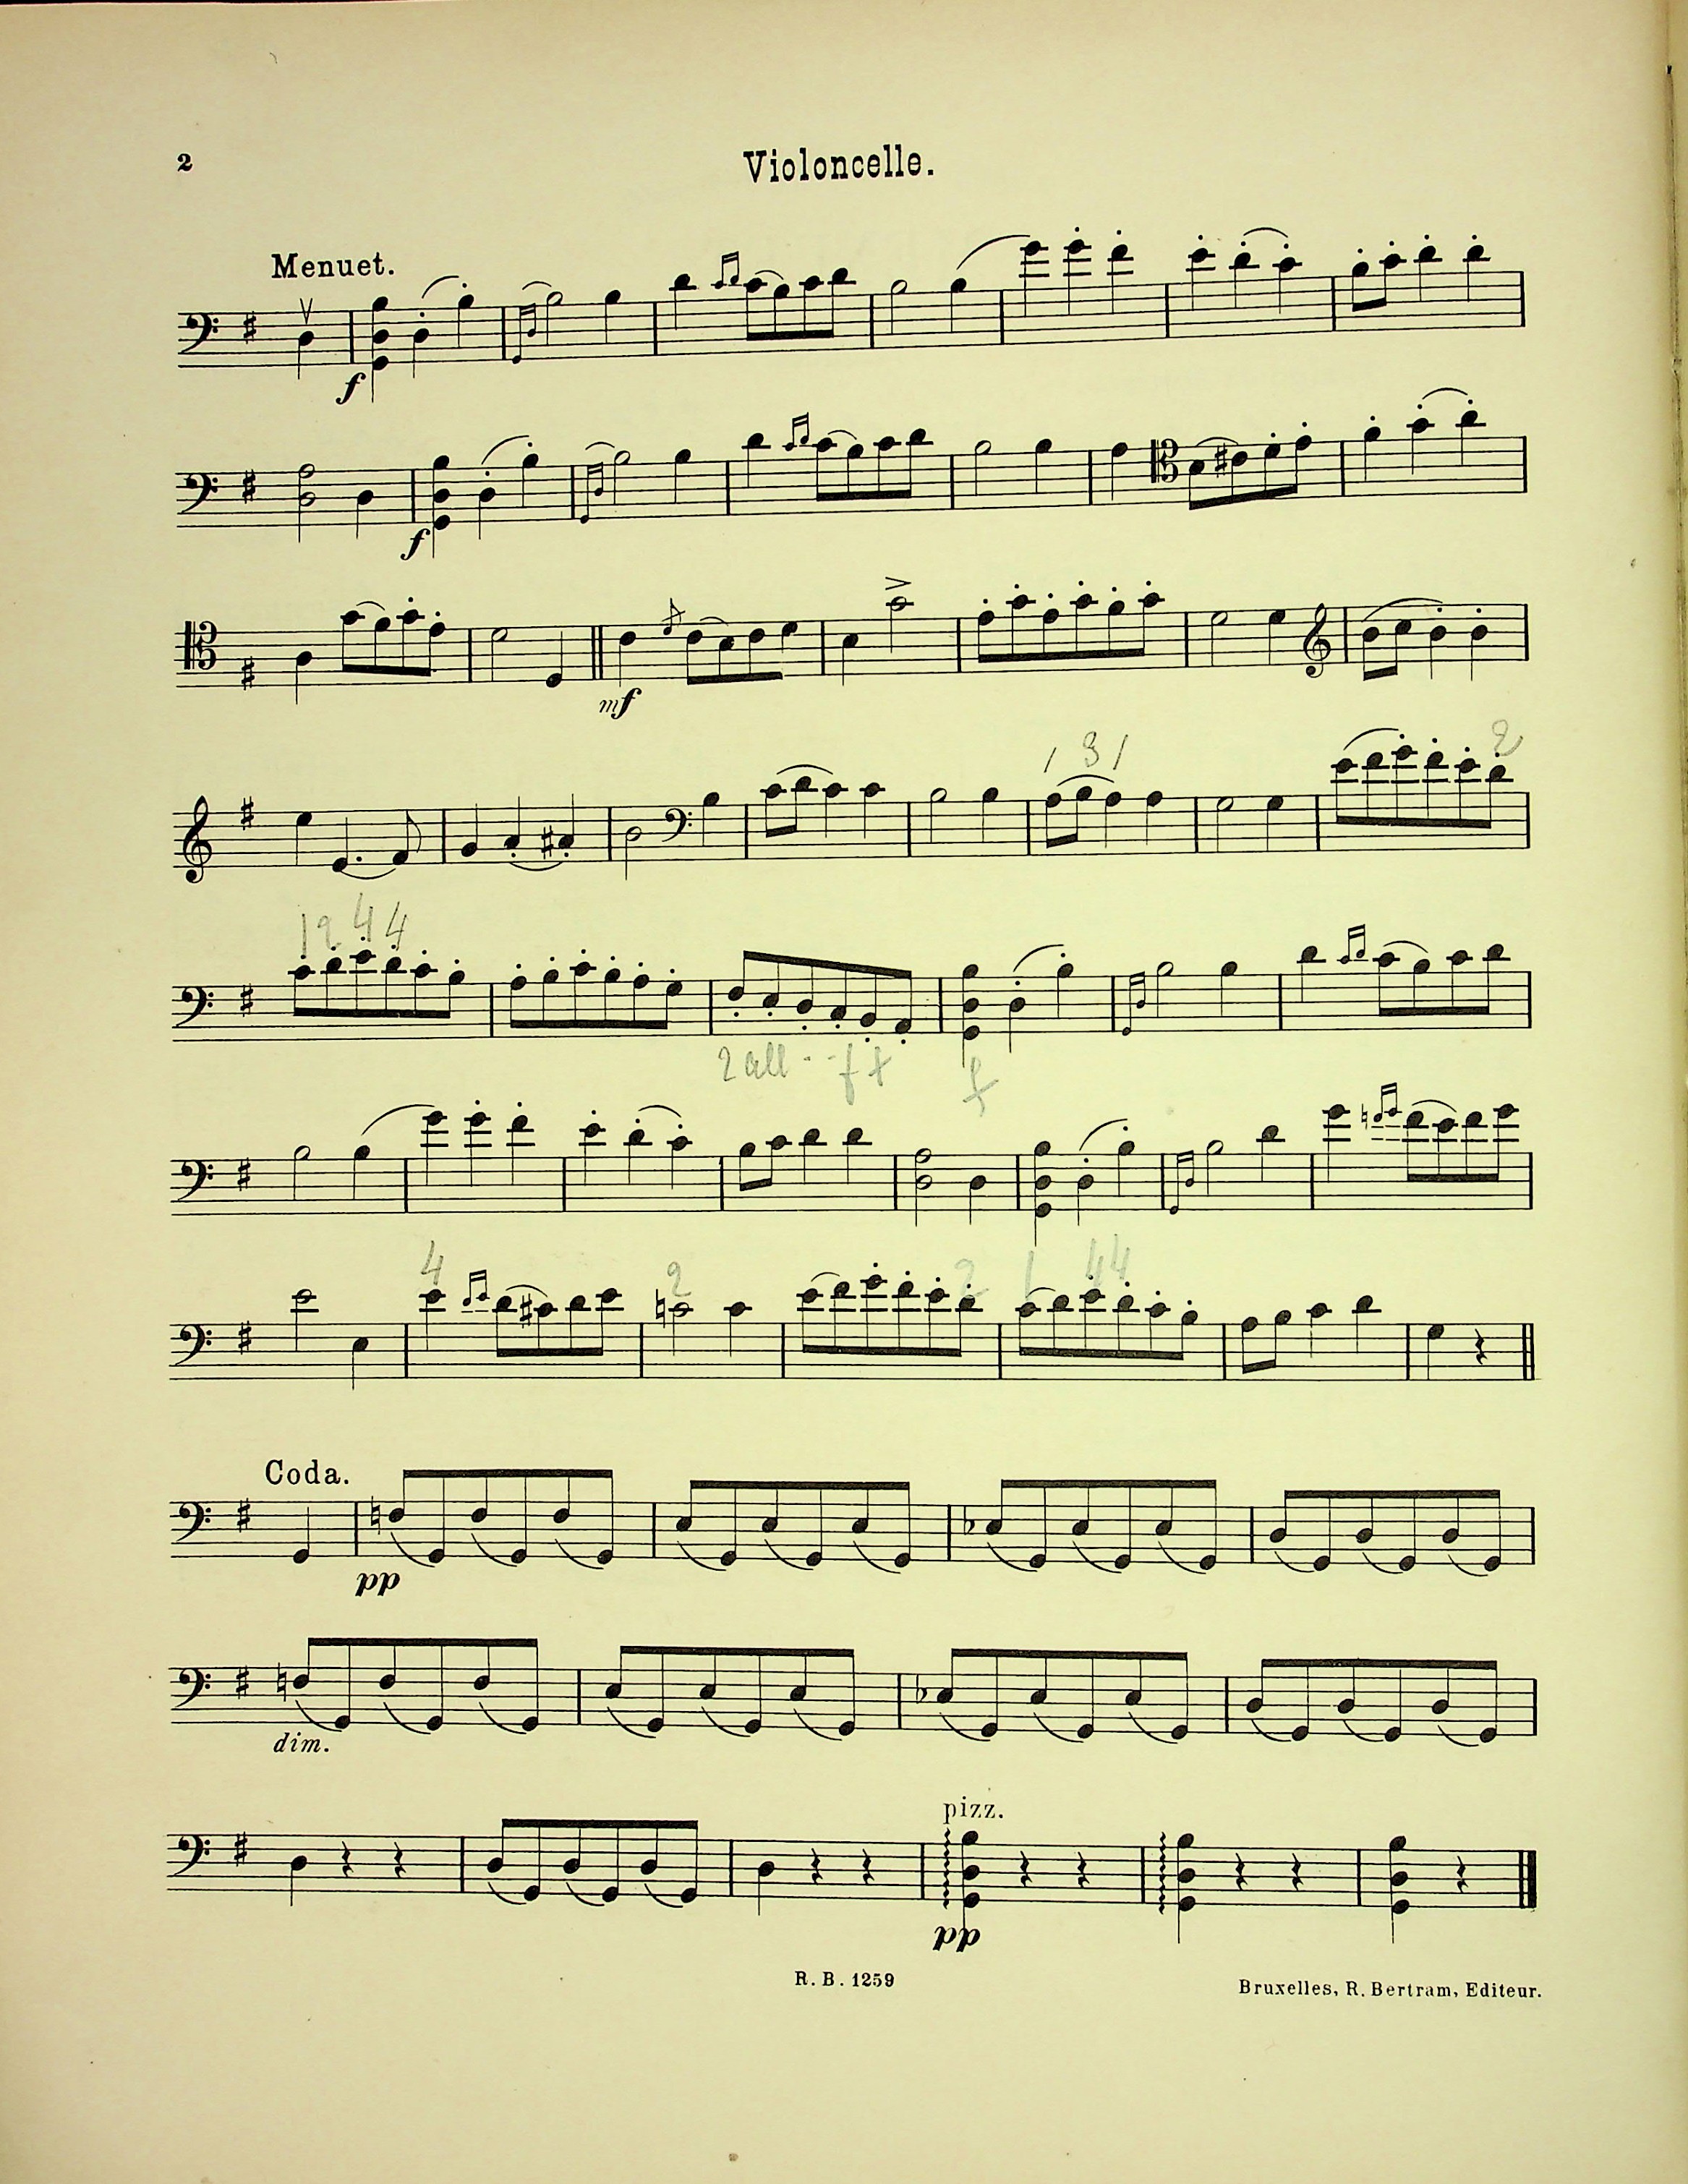 2
Violoncelle.
Menuet.
f
f
mf
1 3 1
2
1 2 4 4
2 all
f
4
2
2 1 4 4
Coda.
pp
dim.
pizz.
pp
R. B. 1259
Bruxelles, R. Bertram, Editeur.